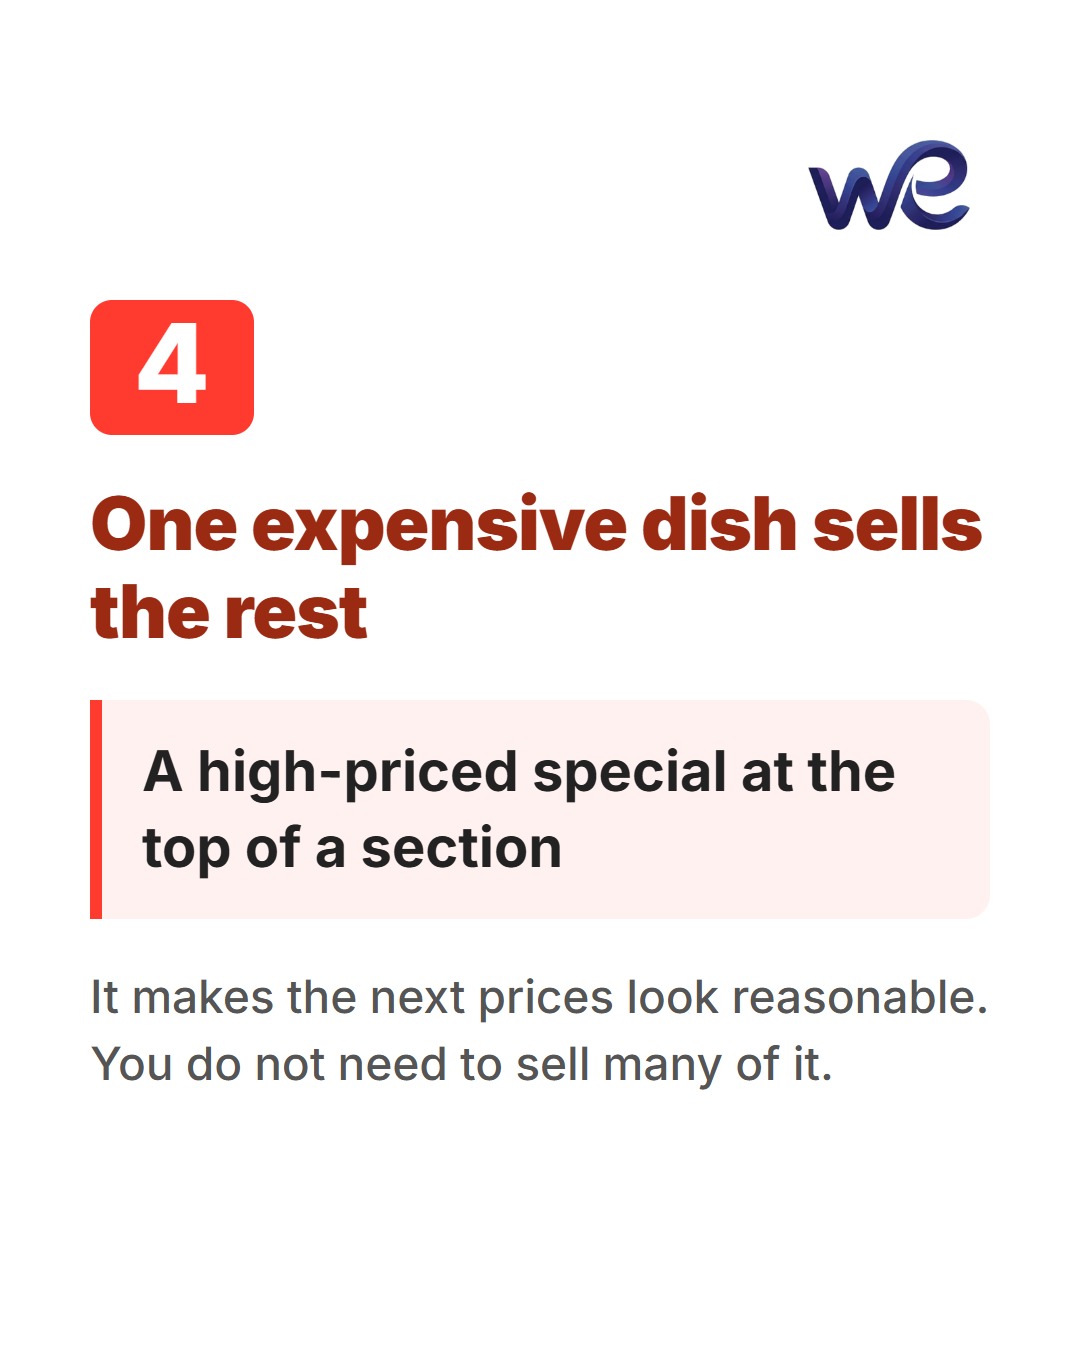 we
4
One expensive dish sells
the rest
A high-priced special at the
top of a section
It makes the next prices look reasonable.
You do not need to sell many of it.